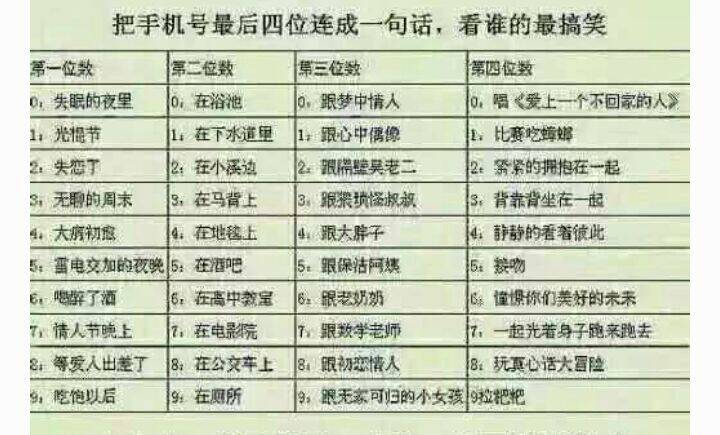 把手机号最后四位连成一句话，看谁的最搞笑
第一位数 第二位数 第三位数 第四位数
0，失眠的夜里 0，在浴池 0，跟梦中情人 0，唱《爱上一个不回家的人》
1，光棍节 1，在下水道里 1，跟心中偶像 1，比赛吃蟑螂
2：失恋了 2：在小溪边 2：跟隔壁吴老二 2：紧紧的拥抱在一起
3，无聊的周末 3，在马背上 3，跟猥琐怪叔叔 3，背靠背坐在一起
4，大病初愈 4，在地毯上 4，跟大胖子 4，静静的看着彼此
5：雷电交加的夜晚 5：在酒吧 5：跟保洁阿姨 5：接吻
6，喝醉了酒 6，在高中教室 6，跟老奶奶 6，憧憬你们美好的未来
7，情人节晚上 7，在电影院 7，跟数学老师 7，一起光着身子跑来跑去
8：等爱人出差了 8：在公交车上 8：跟初恋情人 8：玩真心话大冒险
9，吃饱以后 9，在厕所 9，跟无家可归的小女孩 9拉粑粑